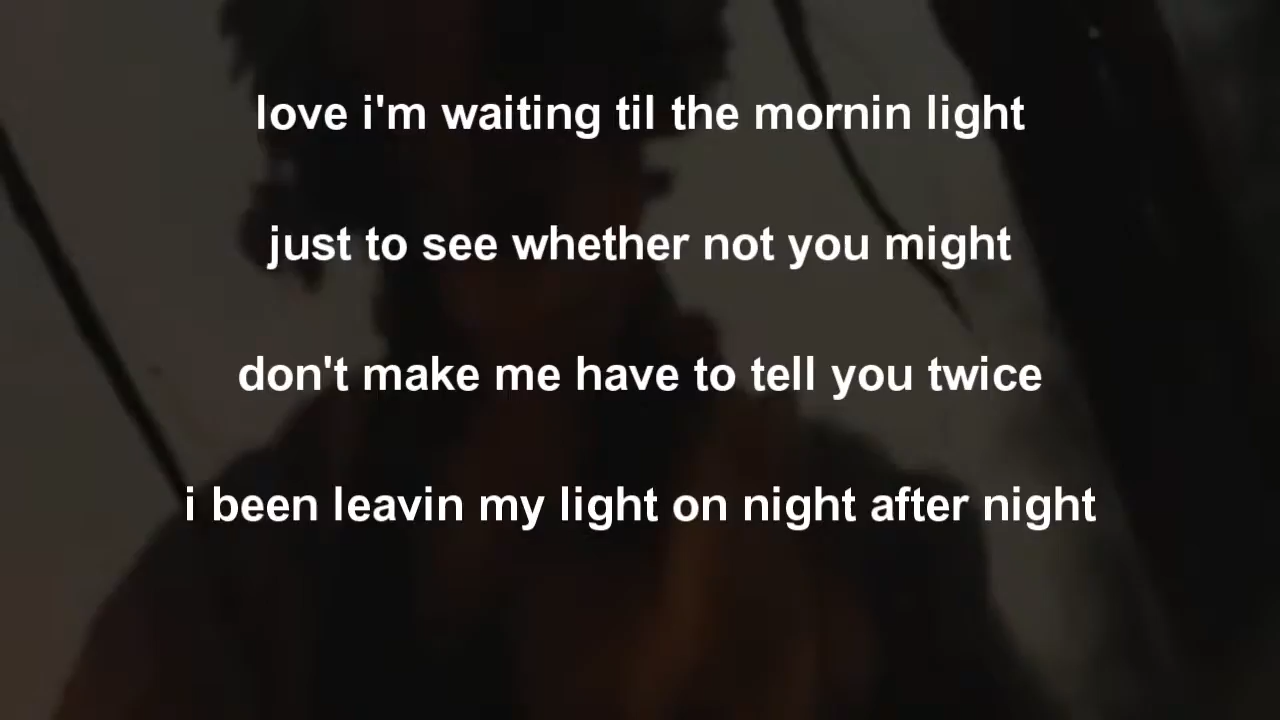 love i'm waiting til the mornin light
just to see whether not you might
don't make me have to tell you twice
i been leavin my light on night after night